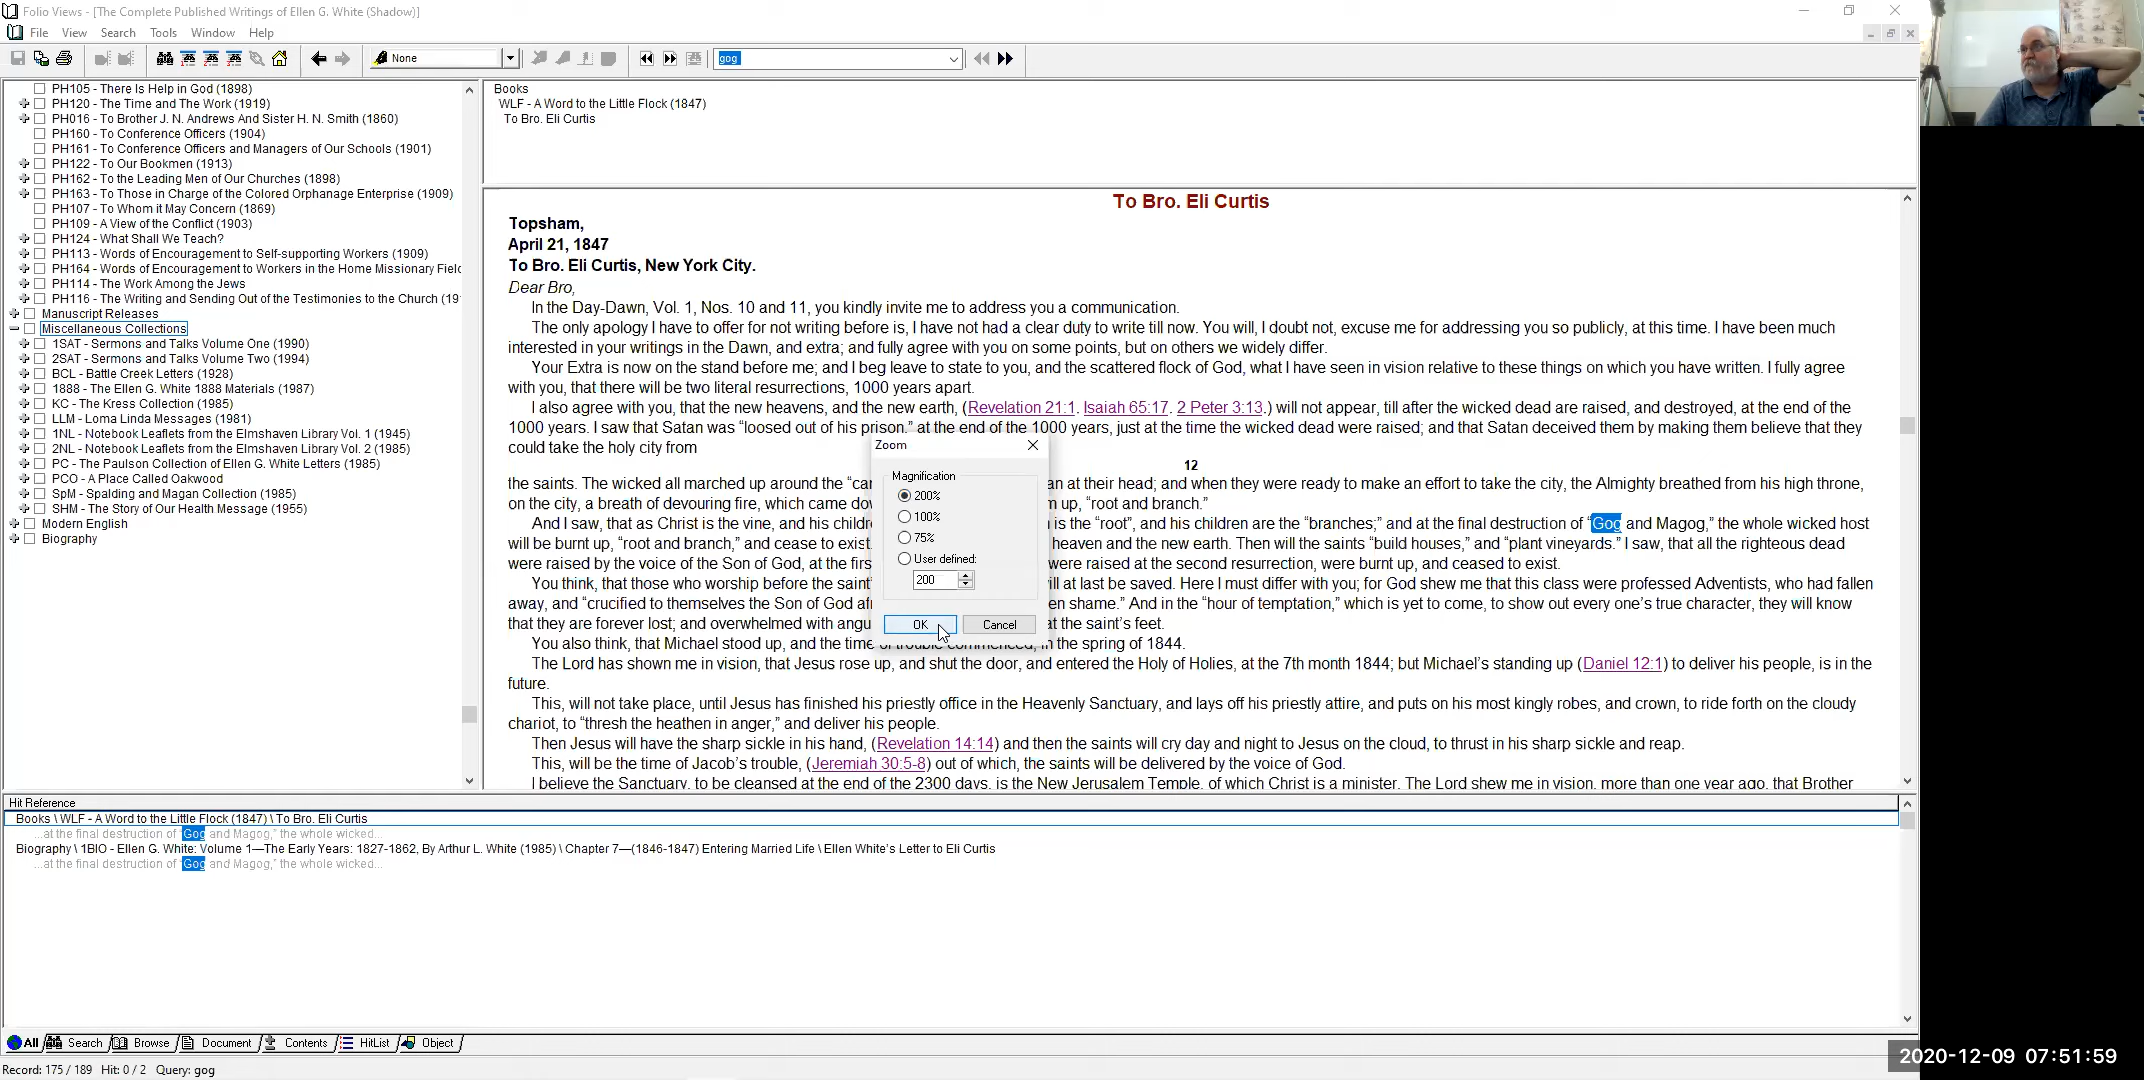 Folio Views - [The Complete Published Writings of Ellen G. White (Shadow)]
File View Search Tools Window Help
None
gog
PH105 - There Is Help in God (1898)
PH120 - The Time and The Work (1919)
PH016 - To Brother J. N. Andrews And Sister H. N. Smith (1860)
PH160 - To Conference Officers (1904)
PH161 - To Conference Officers and Managers of Our Schools (1901)
PH122 - To Our Bookmen (1913)
PH162 - To the Leading Men of Our Churches (1898)
PH163 - To Those in Charge of the Colored Orphanage Enterprise (1909)
PH107 - To Whom it May Concern (1869)
PH109 - A View of the Conflict (1903)
PH124 - What Shall We Teach?
PH113 - Words of Encouragement to Self-supporting Workers (1909)
PH164 - Words of Encouragement to Workers in the Home Missionary Field
PH114 - The Work Among the Jews
PH116 - The Writing and Sending Out of the Testimonies to the Church (19
Manuscript Releases
Miscellaneous Collections
1SAT - Sermons and Talks Volume One (1990)
2SAT - Sermons and Talks Volume Two (1994)
BCL - Battle Creek Letters (1928)
1888 - The Ellen G. White 1888 Materials (1987)
KC - The Kress Collection (1985)
LLM - Loma Linda Messages (1981)
1NL - Notebook Leaflets from the Elmshaven Library Vol. 1 (1945)
2NL - Notebook Leaflets from the Elmshaven Library Vol. 2 (1985)
PC - The Paulson Collection of Ellen G. White Letters (1985)
PCO - A Place Called Oakwood
SpM - Spalding and Magan Collection (1985)
SHM - The Story of Our Health Message (1955)
Modern English
Biography
Books
WLF - A Word to the Little Flock (1847)
To Bro. Eli Curtis
To Bro. Eli Curtis
Topsham,
April 21, 1847
To Bro. Eli Curtis, New York City.
Dear Bro,
In the Day-Dawn, Vol. 1, Nos. 10 and 11, you kindly invite me to address you a communication.
The only apology I have to offer for not writing before is, I have not had a clear duty to write till now. You will, I doubt not, excuse me for addressing you so publicly, at this time. I have been much
interested in your writings in the Dawn, and extra; and fully agree with you on some points, but on others we widely differ.
Your Extra is now on the stand before me; and I beg leave to state to you, and the scattered flock of God, what I have seen in vision relative to these things on which you have written. I fully agree
with you, that there will be two literal resurrections, 1000 years apart.
I also agree with you, that the new heavens, and the new earth, (Revelation 21:1. Isaiah 65:17. 2 Peter 3:13.) will not appear, till after the wicked dead are raised, and destroyed, at the end of the
1000 years. I saw that Satan was “loosed out of his prison,” at the end of the 1000 years, just at the time the wicked dead were raised; and that Satan deceived them by making them believe that they
could take the holy city from
12
the saints. The wicked all marched up around the “ca an at their head; and when they were ready to make an effort to take the city, the Almighty breathed from his high throne,
on the city, a breath of devouring fire, which came do m up, “root and branch.”
And I saw, that as Christ is the vine, and his childre is the “root”, and his children are the “branches;” and at the final destruction of “Gog and Magog,” the whole wicked host
will be burnt up, “root and branch,” and cease to exist. heaven and the new earth. Then will the saints “build houses,” and “plant vineyards.” I saw, that all the righteous dead
were raised by the voice of the Son of God, at the firs were raised at the second resurrection, were burnt up, and ceased to exist.
You think, that those who worship before the saint ill at last be saved. Here I must differ with you; for God shew me that this class were professed Adventists, who had fallen
away, and “crucified to themselves the Son of God af en shame.” And in the “hour of temptation,” which is yet to come, to show out every one’s true character, they will know
that they are forever lost; and overwhelmed with angu at the saint’s feet.
You also think, that Michael stood up, and the time of trouble commenced, in the spring of 1844.
The Lord has shown me in vision, that Jesus rose up, and shut the door, and entered the Holy of Holies, at the 7th month 1844; but Michael’s standing up (Daniel 12:1) to deliver his people, is in the
future.
This, will not take place, until Jesus has finished his priestly office in the Heavenly Sanctuary, and lays off his priestly attire, and puts on his most kingly robes, and crown, to ride forth on the cloudy
chariot, to “thresh the heathen in anger,” and deliver his people.
Then Jesus will have the sharp sickle in his hand, (Revelation 14:14) and then the saints will cry day and night to Jesus on the cloud, to thrust in his sharp sickle and reap.
This, will be the time of Jacob’s trouble, (Jeremiah 30:5-8) out of which, the saints will be delivered by the voice of God.
I believe the Sanctuary, to be cleansed at the end of the 2300 days, is the New Jerusalem Temple, of which Christ is a minister. The Lord shew me in vision, more than one year ago, that Brother
Zoom
Magnification
200%
100%
75%
User defined:
200
OK Cancel
Hit Reference
Books \ WLF - A Word to the Little Flock (1847) \ To Bro. Eli Curtis
...at the final destruction of “Gog and Magog,” the whole wicked...
Biography \ 1BIO - Ellen G. White: Volume 1—The Early Years: 1827-1862, By Arthur L. White (1985) \ Chapter 7—(1846-1847) Entering Married Life \ Ellen White’s Letter to Eli Curtis
...at the final destruction of “Gog and Magog,” the whole wicked...
All Search Browse Document Contents HitList Object
Record: 175 / 189 Hit: 0 / 2 Query: gog
2020-12-09 07:51:59